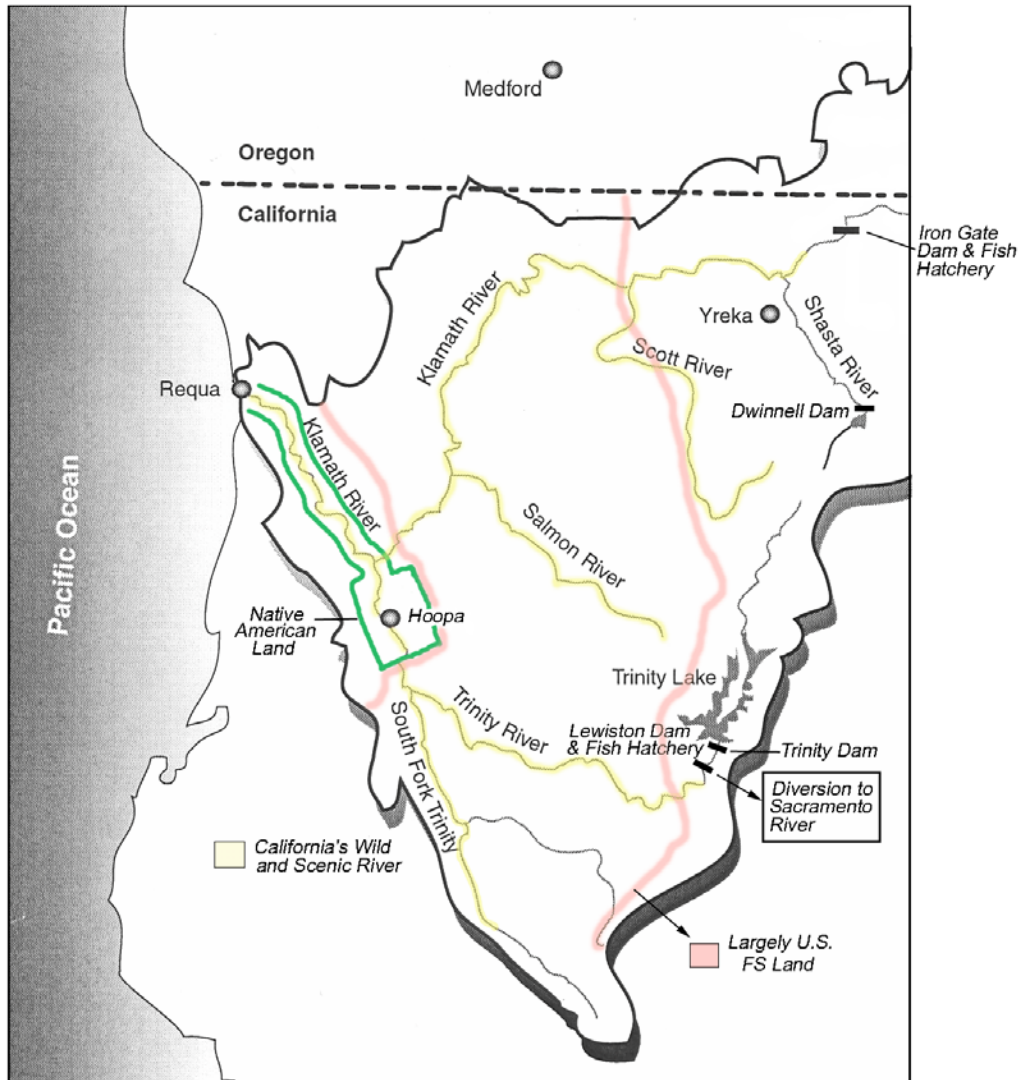 Medford
Oregon
California
Iron Gate
Dam & Fish
Hatchery
Klamath River
Yreka
Shasta River
Scott River
Requa
Dwinnell Dam
Klamath River
Pacific Ocean
Salmon River
Native
American
Land
Hoopa
Trinity Lake
Trinity River
South Fork Trinity
Lewiston Dam
& Fish Hatchery
Trinity Dam
Diversion to
Sacramento
River
California's Wild
and Scenic River
Largely U.S.
FS Land